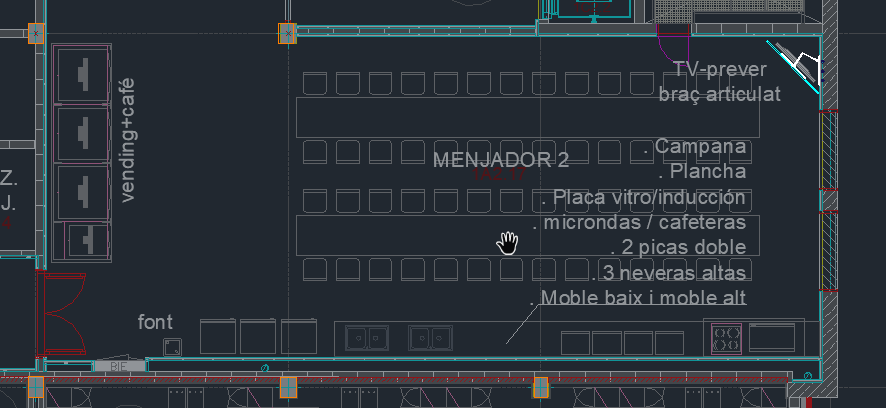 vending+café
TV-prever
braç articulat
MENJADOR 2
. Campana
. Plancha
. Placa vitro/inducción
. microndas / cafeteras
. 2 picas doble
. 3 neveras altas
. Moble baix i moble alt
font
Z.
J.
RIE